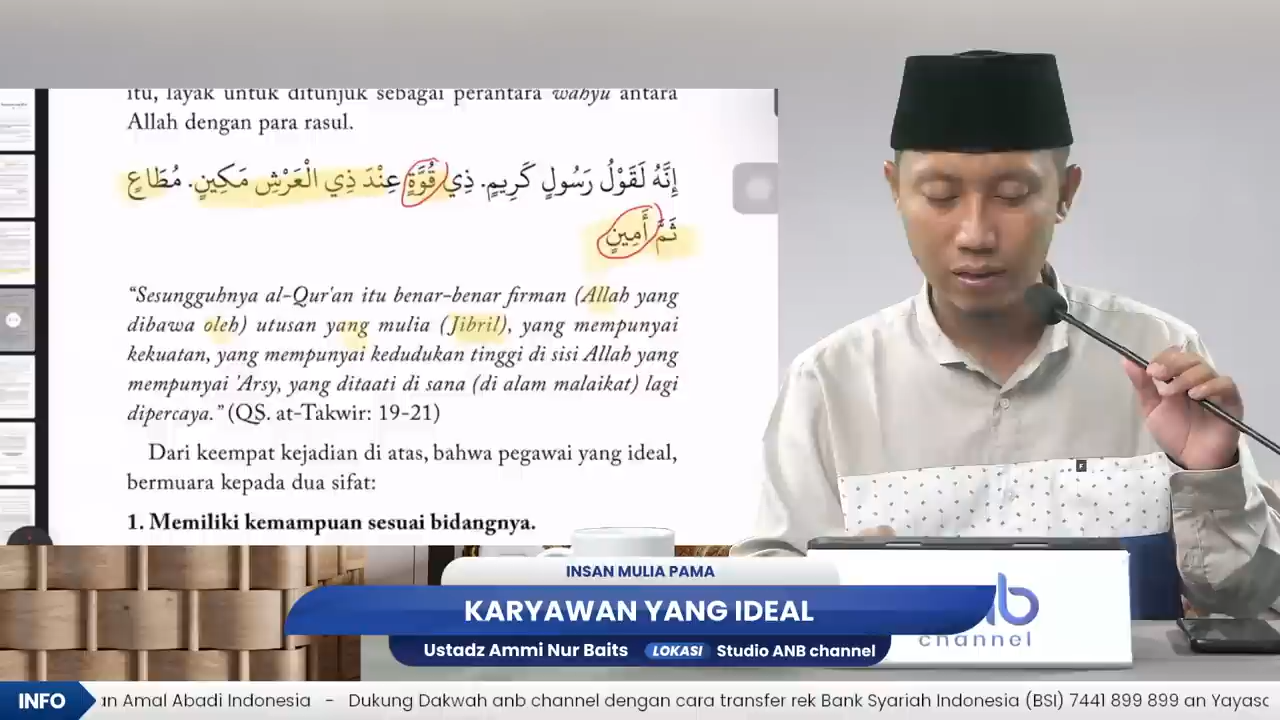 itu, layak untuk ditunjuk sebagai perantara wahyu antara
Allah dengan para rasul.
إِنَّهُ لَقَوْلُ رَسُولٍ كَرِيمٍ. ذِي قُوَّةٍ عِنْدَ ذِي الْعَرْشِ مَكِينٍ. مُطَاعٍ
ثَمَّ أَمِينٍ
“Sesungguhnya al-Qur'an itu benar-benar firman (Allah yang
dibawa oleh) utusan yang mulia (Jibril), yang mempunyai
kekuatan, yang mempunyai kedudukan tinggi di sisi Allah yang
mempunyai 'Arsy, yang ditaati di sana (di alam malaikat) lagi
dipercaya.” (QS. at-Takwir: 19-21)
Dari keempat kejadian di atas, bahwa pegawai yang ideal,
bermuara kepada dua sifat:
1. Memiliki kemampuan sesuai bidangnya.
INSAN MULIA PAMA
KARYAWAN YANG IDEAL
Ustadz Ammi Nur Baits LOKASI Studio ANB channel
channel
INFO an Amal Abadi Indonesia - Dukung Dakwah anb channel dengan cara transfer rek Bank Syariah Indonesia (BSI) 7441 899 899 an Yayasa